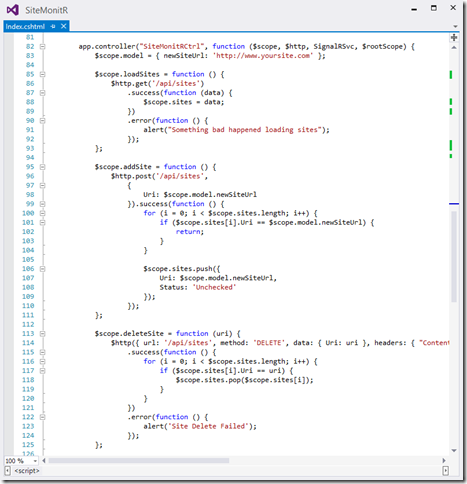 SiteMonitR
Index.cshtml
81
82 app.controller("SiteMonitRCtrl", function ($scope, $http, SignalRSvc, $rootScope) {
83 $scope.model = { newSiteUrl: 'http://www.yoursite.com' };
84
85 $scope.loadSites = function () {
86 $http.get('/api/sites')
87 .success(function (data) {
88 $scope.sites = data;
89 })
90 .error(function () {
91 alert("Something bad happened loading sites");
92 });
93 };
94
95 $scope.addSite = function () {
96 $http.post('/api/sites',
97 {
98 Uri: $scope.model.newSiteUrl
99 }).success(function () {
100 for (i = 0; i < $scope.sites.length; i++) {
101 if ($scope.sites[i].Uri == $scope.model.newSiteUrl) {
102 return;
103 }
104 }
105
106 $scope.sites.push({
107 Uri: $scope.model.newSiteUrl,
108 Status: 'Unchecked'
109 });
110 });
111 };
112
113 $scope.deleteSite = function (uri) {
114 $http({ url: '/api/sites', method: 'DELETE', data: { Uri: uri }, headers: { "Content
115 .success(function () {
116 for (i = 0; i < $scope.sites.length; i++) {
117 if ($scope.sites[i].Uri == uri) {
118 $scope.sites.pop($scope.sites[i]);
119 }
120 }
121 })
122 .error(function () {
123 alert('Site Delete Failed');
124 });
125 };
126
100 %
<script>